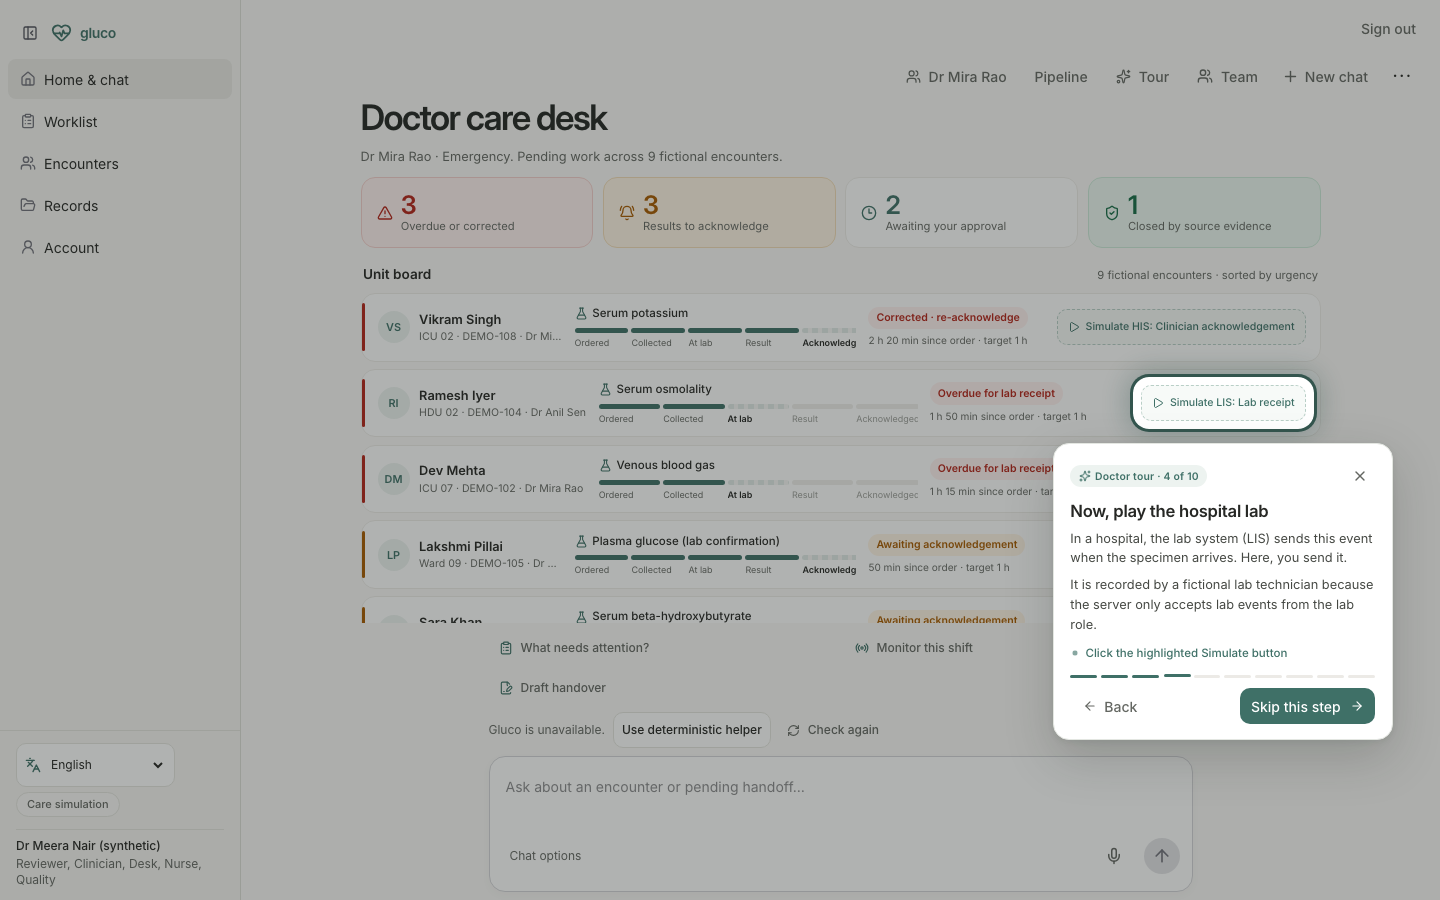 gluco
Home & chat
Worklist
Encounters
Records
Account
English
Care simulation
Dr Meera Nair (synthetic)
Reviewer, Clinician, Desk, Nurse,
Quality
Sign out
Dr Mira Rao
Pipeline
Tour
Team
New chat
Doctor care desk
Dr Mira Rao · Emergency. Pending work across 9 fictional encounters.
3
Overdue or corrected
3
Results to acknowledge
2
Awaiting your approval
1
Closed by source evidence
Unit board
9 fictional encounters · sorted by urgency
VS
Vikram Singh
ICU 02 · DEMO-108 · Dr Mi...
Serum potassium
Ordered Collected At lab Result Acknowledg
Corrected · re-acknowledge
2 h 20 min since order · target 1 h
Simulate HIS: Clinician acknowledgement
RI
Ramesh Iyer
HDU 02 · DEMO-104 · Dr Anil Sen
Serum osmolality
Ordered Collected At lab Result Acknowledged
Overdue for lab receipt
1 h 50 min since order · target 1 h
Simulate LIS: Lab receipt
DM
Dev Mehta
ICU 07 · DEMO-102 · Dr Mira Rao
Venous blood gas
Ordered Collected At lab Result Acknowledged
Overdue for lab receipt
1 h 15 min since order · tar
LP
Lakshmi Pillai
Ward 09 · DEMO-105 · Dr ...
Plasma glucose (lab confirmation)
Ordered Collected At lab Result Acknowledg
Awaiting acknowledgement
50 min since order · target 1 h
Sara Khan
Serum beta-hydroxybutyrate
Awaiting acknowledgement
Doctor tour · 4 of 10
Now, play the hospital lab
In a hospital, the lab system (LIS) sends this event
when the specimen arrives. Here, you send it.
It is recorded by a fictional lab technician because
the server only accepts lab events from the lab
role.
Click the highlighted Simulate button
Back
Skip this step
What needs attention?
Monitor this shift
Draft handover
Gluco is unavailable.
Use deterministic helper
Check again
Ask about an encounter or pending handoff...
Chat options